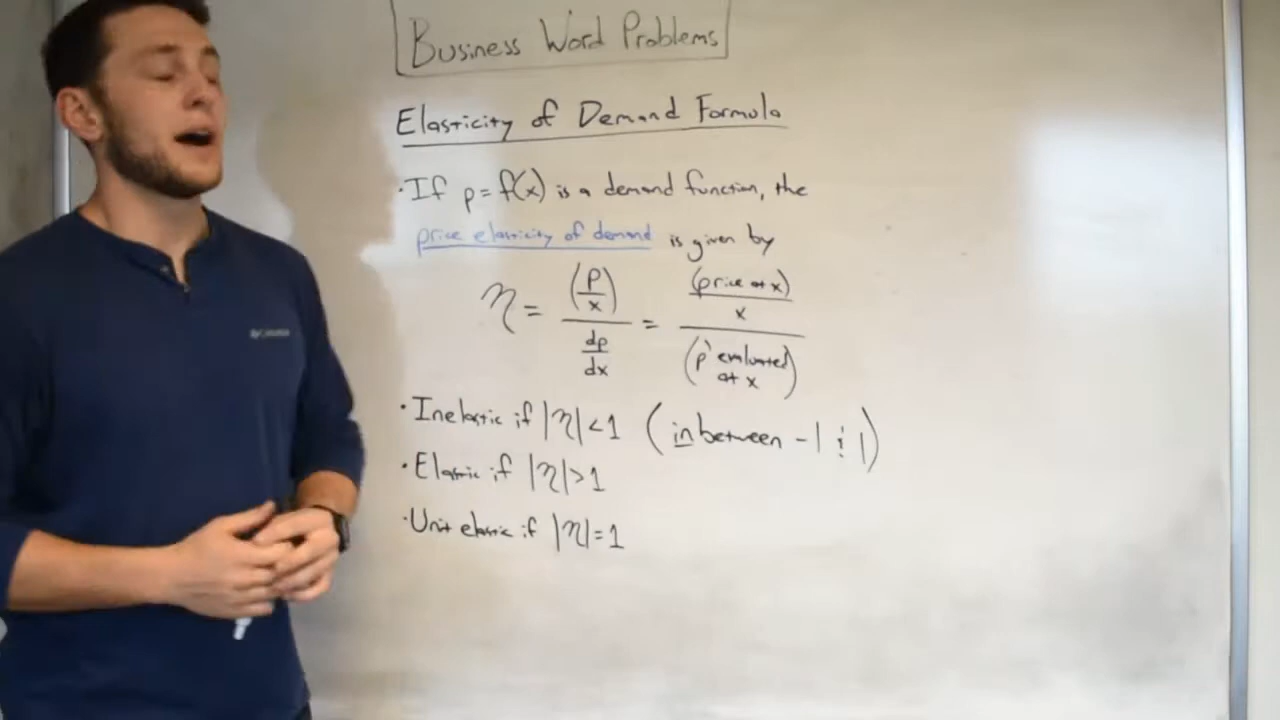 Business Word Problems
Elasticity of Demand Formula
· If p = f(x) is a demand function, the
price elasticity of demand is given by
η = (p/x) / (dp/dx) = ((price at x)/x) / (p' evaluated at x)
· Inelastic if |η| < 1 (in between -1 & 1)
· Elastic if |η| > 1
· Unit elastic if |η| = 1
Columbia